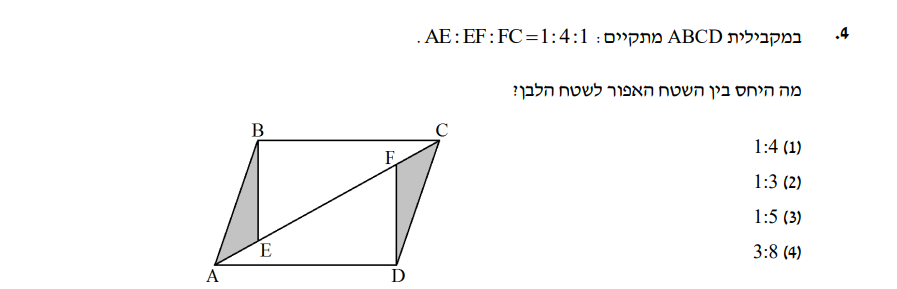 4. במקבילית ABCD מתקיים: AE : EF : FC = 1 : 4 : 1 .
מה היחס בין השטח האפור לשטח הלבן?
(1) 1:4
(2) 1:3
(3) 1:5
(4) 3:8
B C
F
E
A D